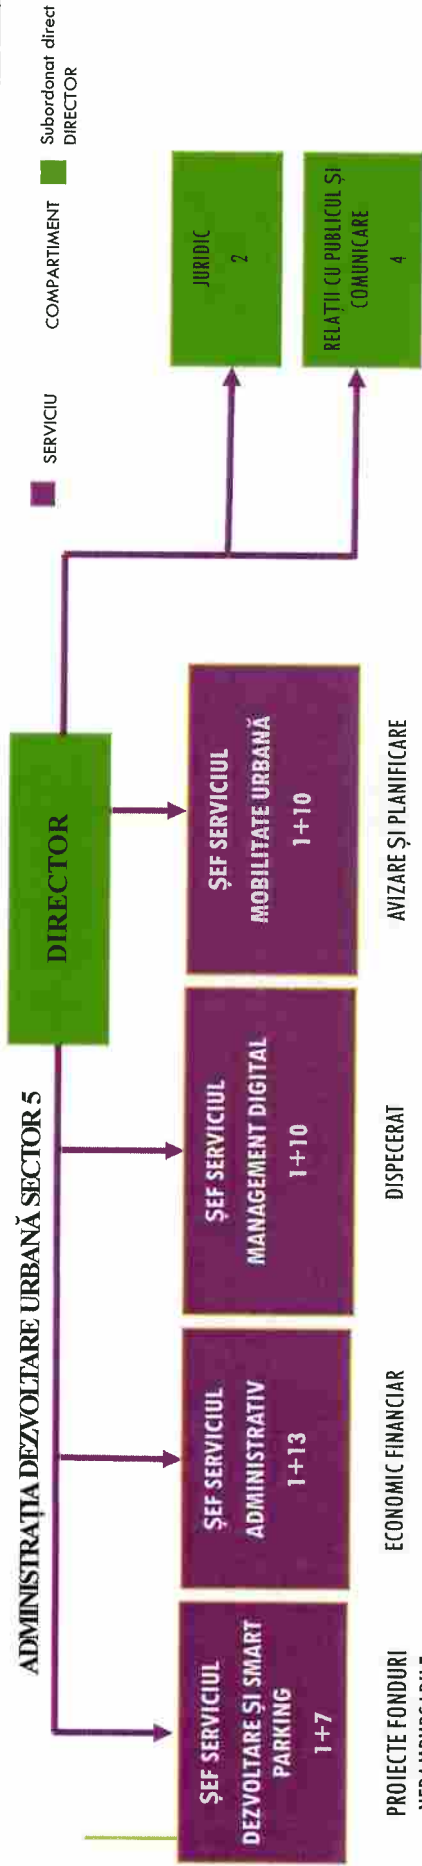 ADMINISTRAȚIA DEZVOLTARE URBANĂ SECTOR 5
SERVICIU
COMPARTIMENT
Subordonat direct
DIRECTOR
DIRECTOR
ȘEF SERVICIUL
DEZVOLTARE ȘI SMART
PARKING
1+7
ȘEF SERVICIUL
ADMINISTRATIV
1+13
ȘEF SERVICIUL
MANAGEMENT DIGITAL
1+10
ȘEF SERVICIUL
MOBILITATE URBANĂ
1+10
JURIDIC
2
RELAȚII CU PUBLICUL ȘI
COMUNICARE
4
PROIECTE FONDURI
ECONOMIC FINANCIAR
DISPECERAT
AVIZARE ȘI PLANIFICARE